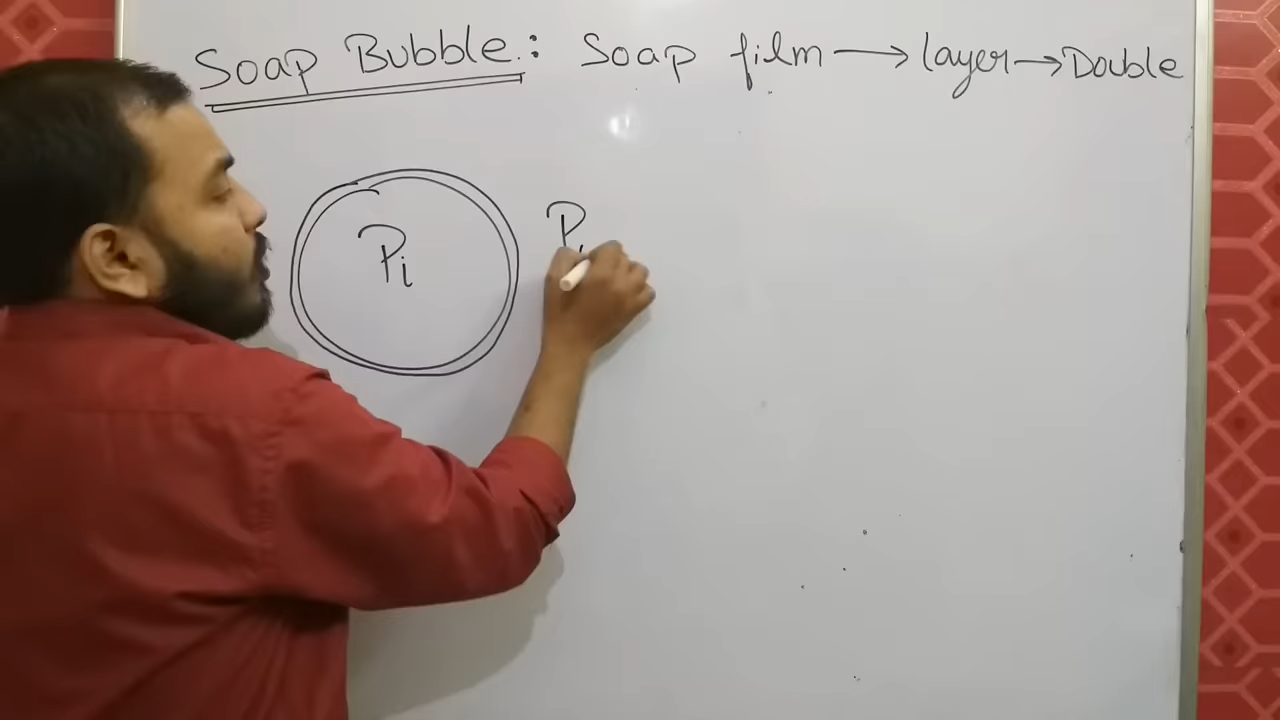 Soap Bubble : Soap film → layer → Double
Pi
P